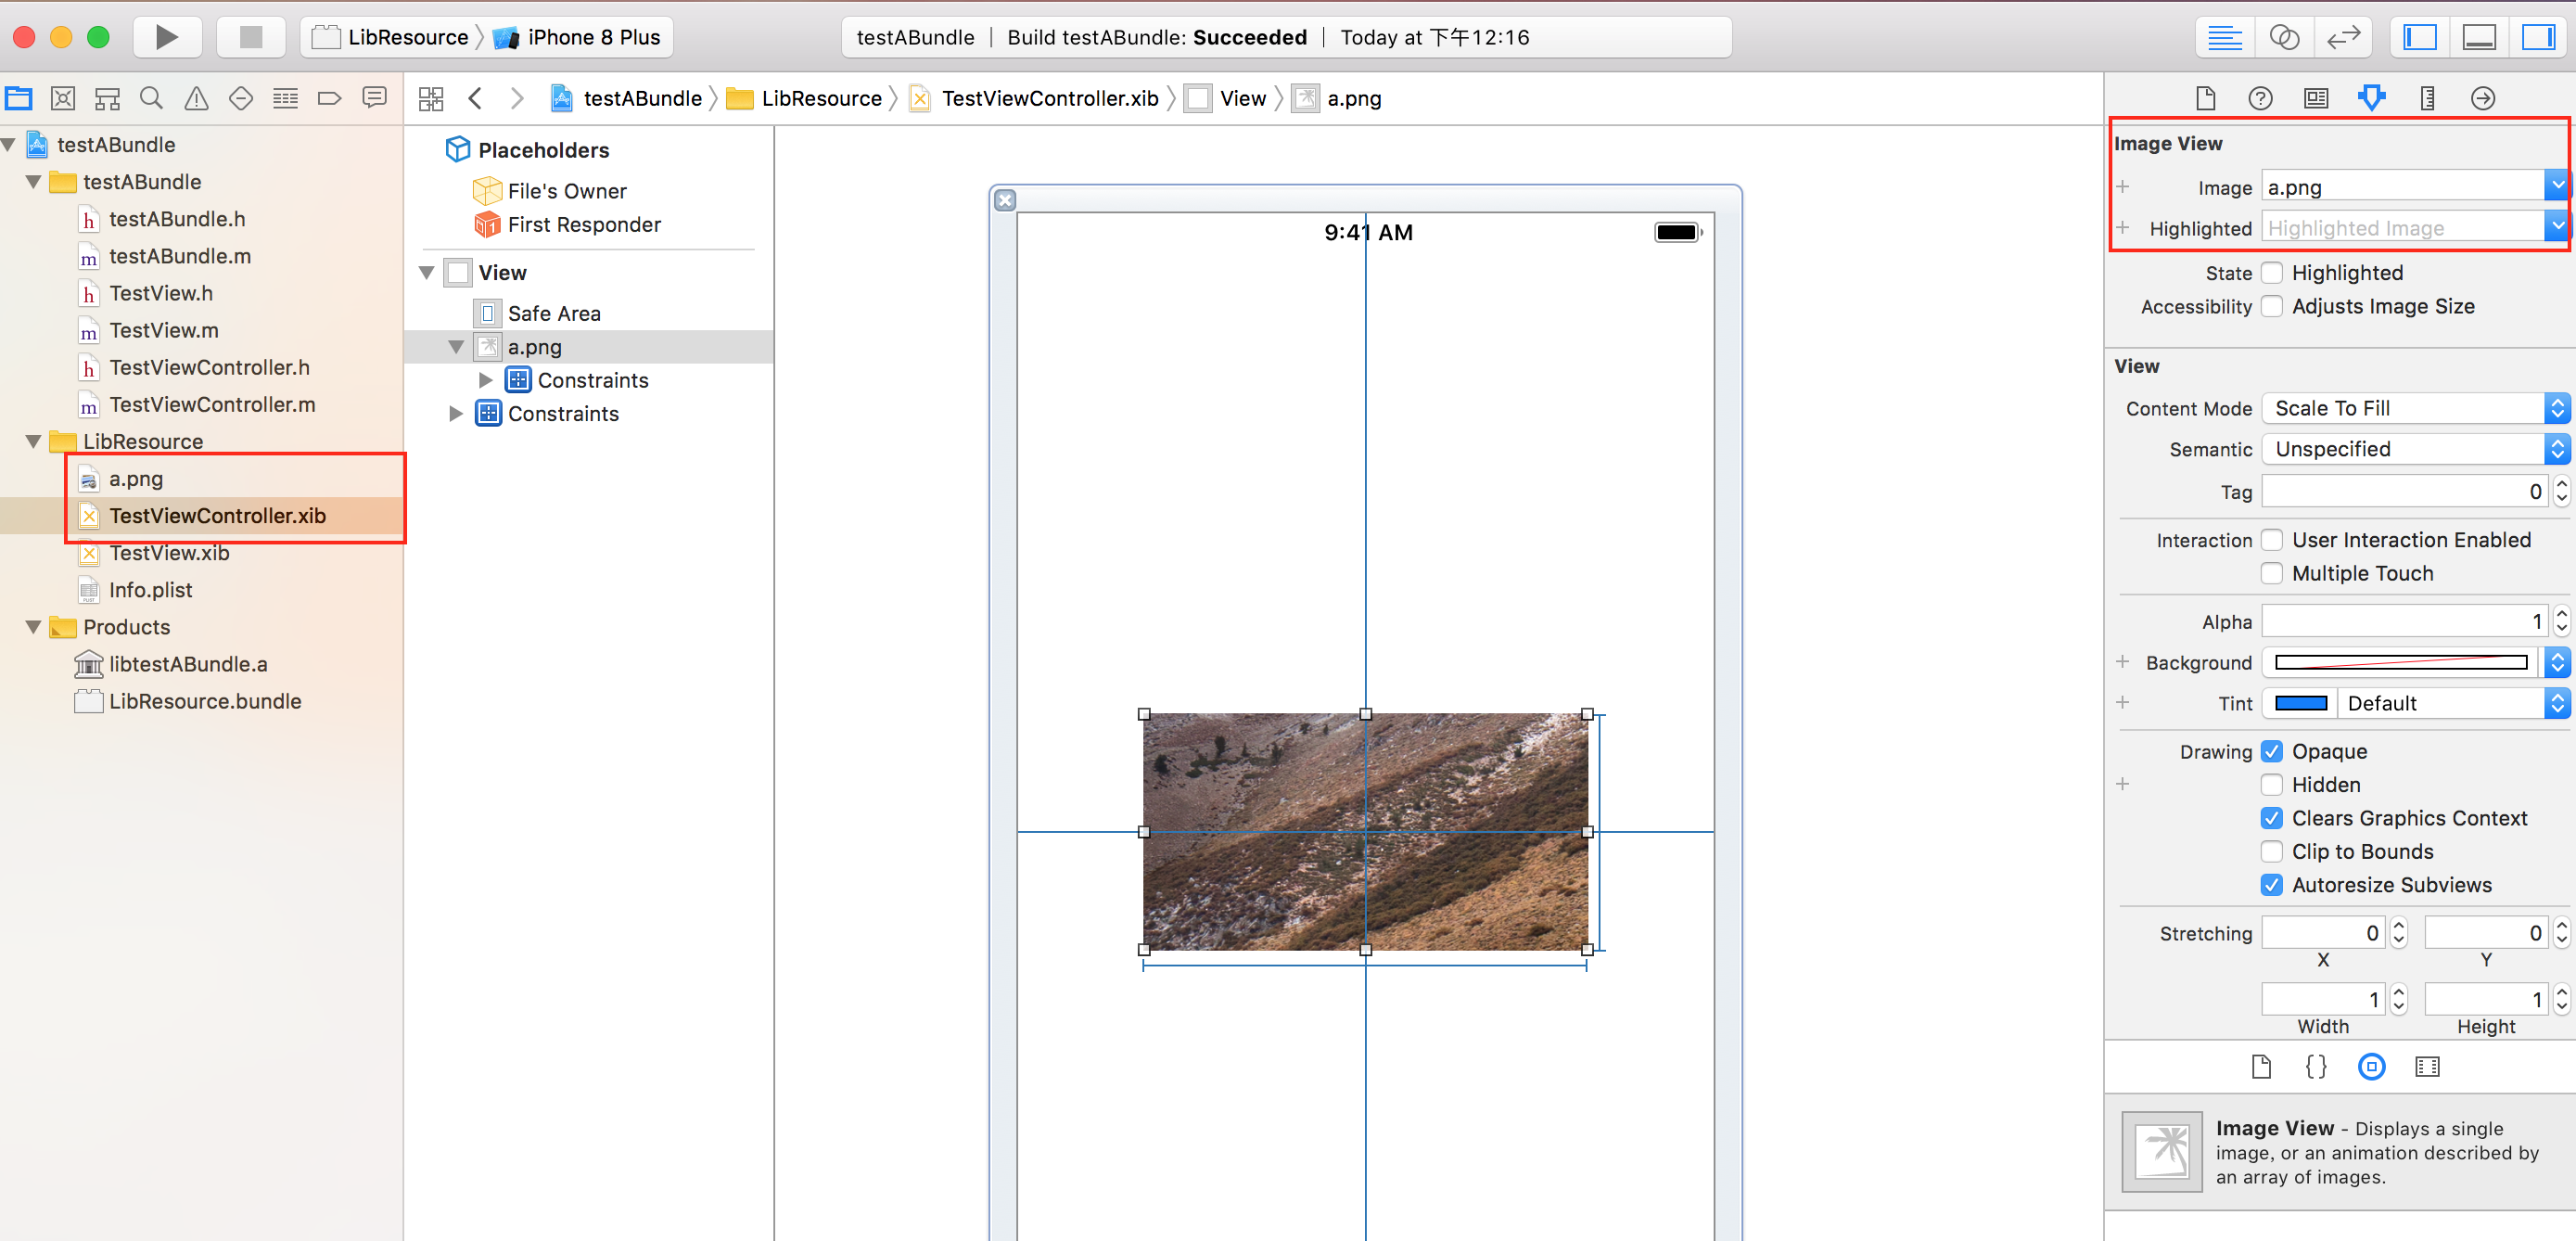 LibResource iPhone 8 Plus
testABundle | Build testABundle: Succeeded | Today at 下午12:16
testABundle LibResource TestViewController.xib View a.png
testABundle
testABundle
testABundle.h
testABundle.m
TestView.h
TestView.m
TestViewController.h
TestViewController.m
LibResource
a.png
TestViewController.xib
TestView.xib
Info.plist
Products
libtestABundle.a
LibResource.bundle
Placeholders
File's Owner
First Responder
View
Safe Area
a.png
Constraints
Constraints
9:41 AM
Image View
Image a.png
Highlighted Highlighted Image
State Highlighted
Accessibility Adjusts Image Size
View
Content Mode Scale To Fill
Semantic Unspecified
Tag 0
Interaction User Interaction Enabled
Multiple Touch
Alpha 1
Background
Tint Default
Drawing Opaque
Hidden
Clears Graphics Context
Clip to Bounds
Autoresize Subviews
Stretching 0 0
X Y
1 1
Width Height
{}
Image View - Displays a single
image, or an animation described by
an array of images.